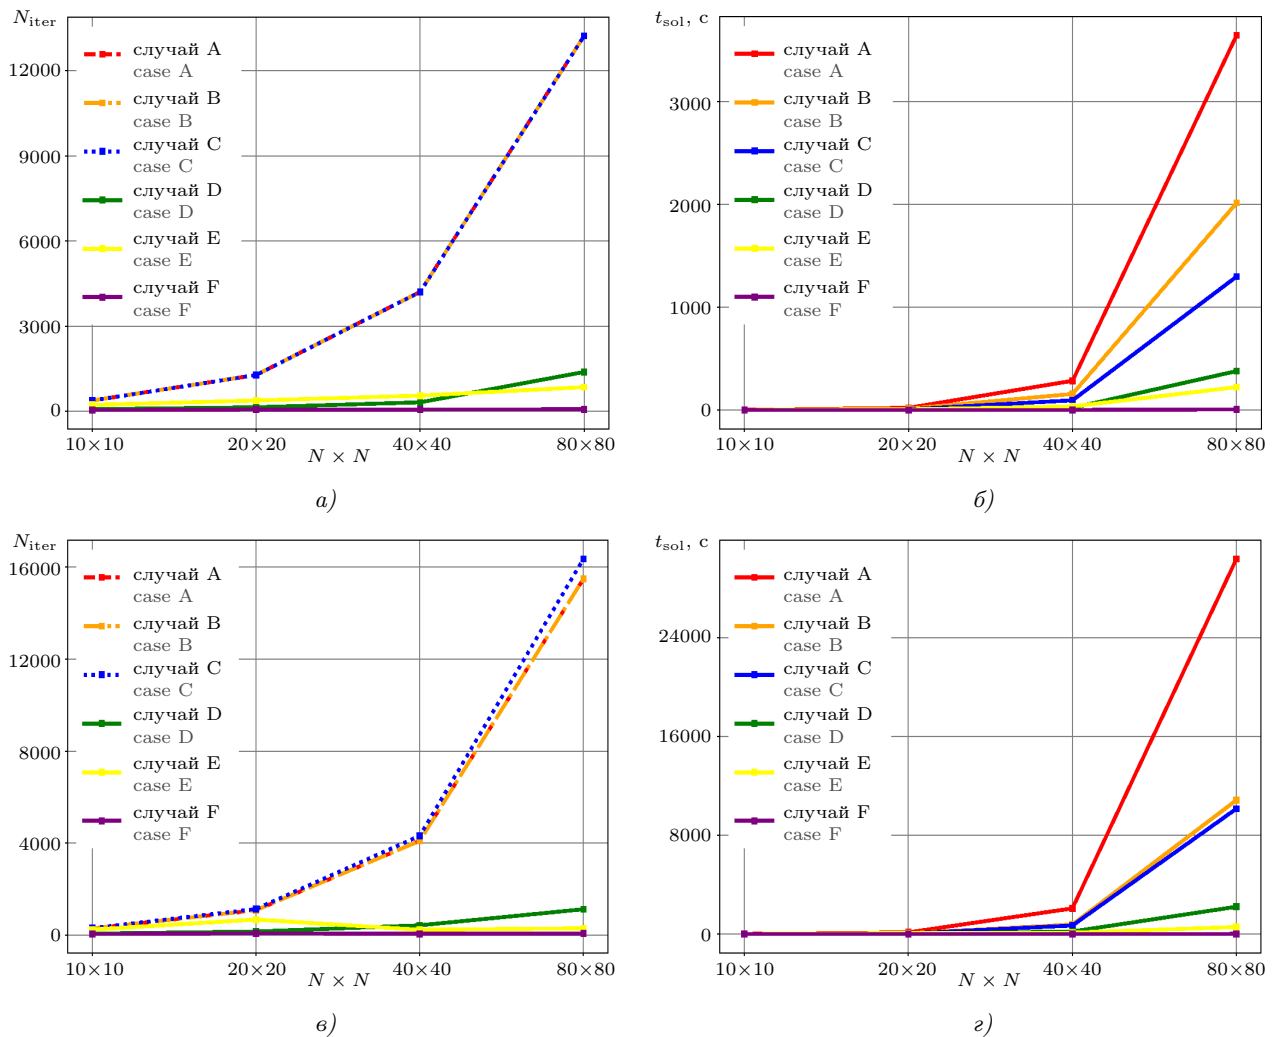 N_iter
12000
9000
6000
3000
0
случай A
case A
случай B
case B
случай C
case C
случай D
case D
случай E
case E
случай F
case F
10×10 20×20 40×40 80×80
N × N
а)
t_sol, с
3000
2000
1000
0
случай A
case A
случай B
case B
случай C
case C
случай D
case D
случай E
case E
случай F
case F
10×10 20×20 40×40 80×80
N × N
б)
N_iter
16000
12000
8000
4000
0
случай A
case A
случай B
case B
случай C
case C
случай D
case D
случай E
case E
случай F
case F
10×10 20×20 40×40 80×80
N × N
в)
t_sol, с
24000
16000
8000
0
случай A
case A
случай B
case B
случай C
case C
случай D
case D
случай E
case E
случай F
case F
10×10 20×20 40×40 80×80
N × N
г)